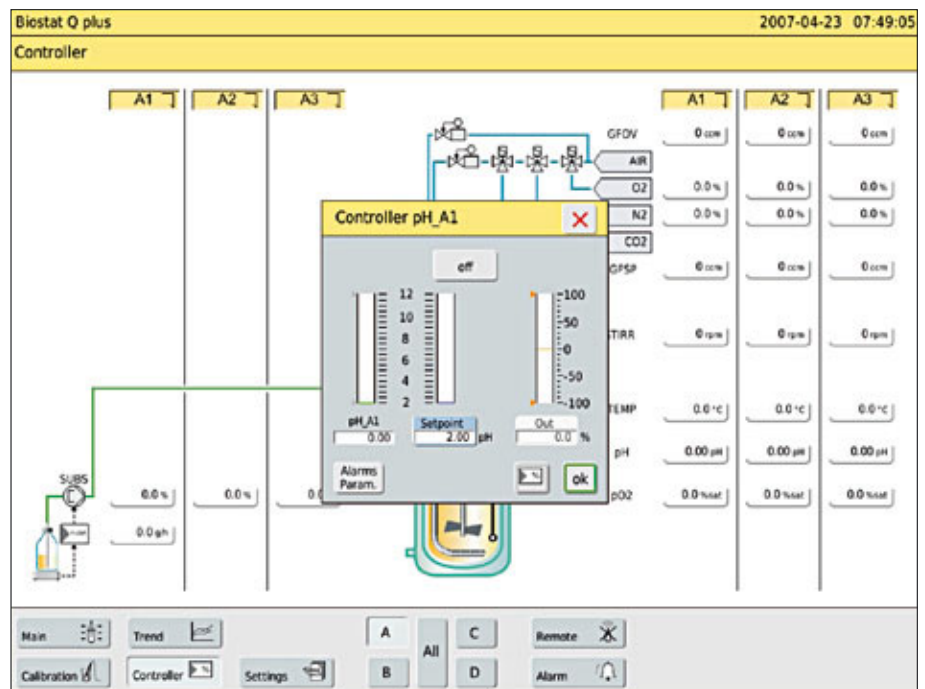 Biostat Q plus 2007-04-23 07:49:05
Controller
A1 A2 A3 A1 A2 A3
GFOV 0 ccm 0 ccm 0 ccm
AIR
O2 0.0 % 0.0 % 0.0 %
N2 0.0 % 0.0 % 0.0 %
CO2
GFSP 0 ccm 0 ccm 0 ccm
STIRR 0 rpm 0 rpm 0 rpm
TEMP 0.0 °C 0.0 °C 0.0 °C
pH 0.00 pH 0.00 pH 0.00 pH
pO2 0.0 %sat 0.0 %sat 0.0 %sat
Controller pH_A1
off
12 100
10 50
8
6 0
4 -50
2 -100
pH_A1 Setpoint Out
0.00 2.00 pH 0.0 %
Alarms
Param.
ok
SUBS
0.0 % 0.0 % 0.0
0.0 gh
Main Trend A All C Remote
Calibration Controller Settings B D Alarm